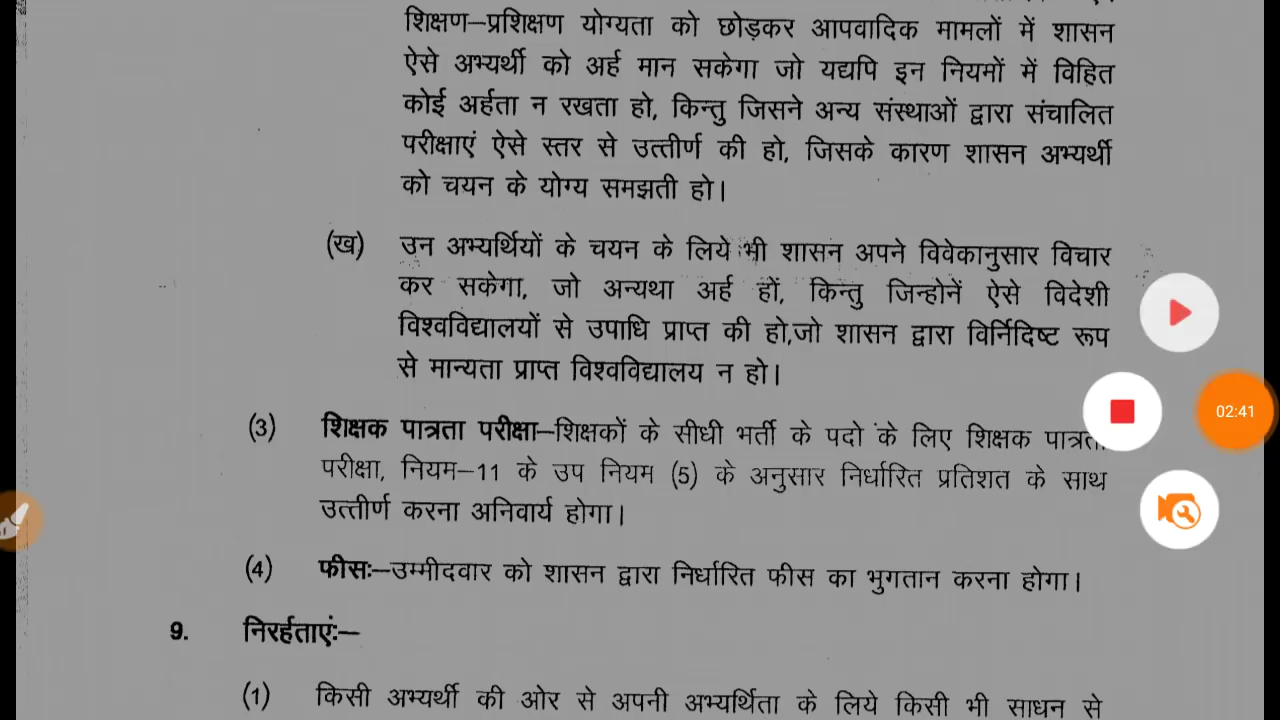 शिक्षण–प्रशिक्षण योग्यता को छोड़कर आपवादिक मामलों में शासन
ऐसे अभ्यर्थी को अर्ह मान सकेगा जो यद्यपि इन नियमों में विहित
कोई अर्हता न रखता हो, किन्तु जिसने अन्य संस्थाओं द्वारा संचालित
परीक्षाएं ऐसे स्तर से उत्तीर्ण की हो, जिसके कारण शासन अभ्यर्थी
को चयन के योग्य समझती हो।
(ख) उन अभ्यर्थियों के चयन के लिये भी शासन अपने विवेकानुसार विचार
कर सकेगा, जो अन्यथा अर्ह हों, किन्तु जिन्होनें ऐसे विदेशी
विश्वविद्यालयों से उपाधि प्राप्त की हो,जो शासन द्वारा विर्निदिष्ट रूप
से मान्यता प्राप्त विश्वविद्यालय न हो।
(3) शिक्षक पात्रता परीक्षा–शिक्षकों के सीधी भर्ती के पदो के लिए शिक्षक पात्रता
परीक्षा, नियम–11 के उप नियम (5) के अनुसार निर्धारित प्रतिशत के साथ
उत्तीर्ण करना अनिवार्य होगा।
02:41
(4) फीसः–उम्मीदवार को शासन द्वारा निर्धारित फीस का भुगतान करना होगा।
9. निरर्हताएंः–
(1) किसी अभ्यर्थी की ओर से अपनी अभ्यर्थिता के लिये किसी भी साधन से